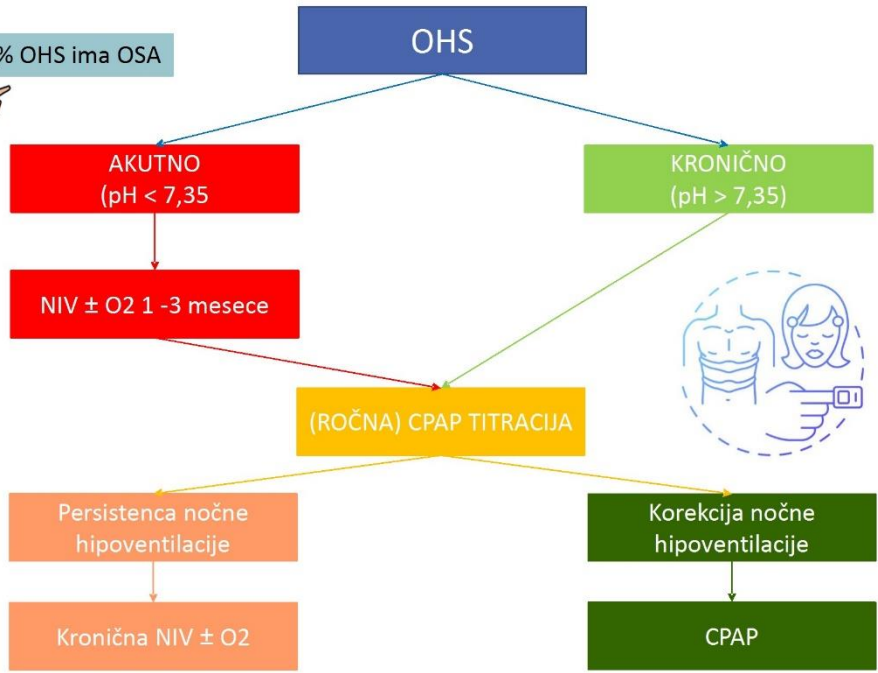 OHS
% OHS ima OSA
AKUTNO
(pH < 7,35
KRONIČNO
(pH > 7,35)
NIV ± O2 1 -3 mesece
(ROČNA) CPAP TITRACIJA
Persistenca nočne
hipoventilacije
Korekcija nočne
hipoventilacije
Kronična NIV ± O2
CPAP